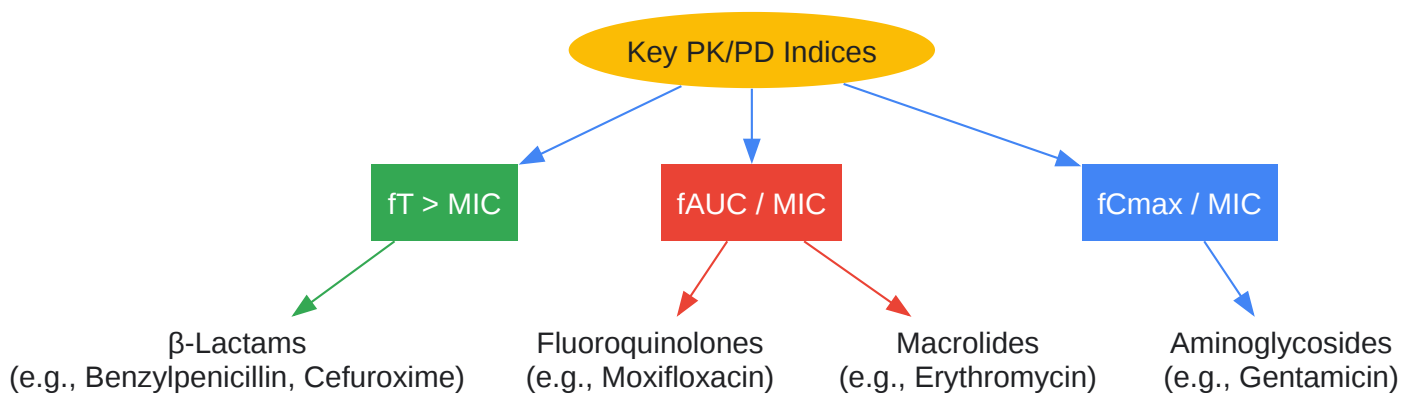 Key PK/PD Indices
fT > MIC
fAUC / MIC
fCmax / MIC
β-Lactams
(e.g., Benzylpenicillin, Cefuroxime)
Fluoroquinolones
(e.g., Moxifloxacin)
Macrolides
(e.g., Erythromycin)
Aminoglycosides
(e.g., Gentamicin)